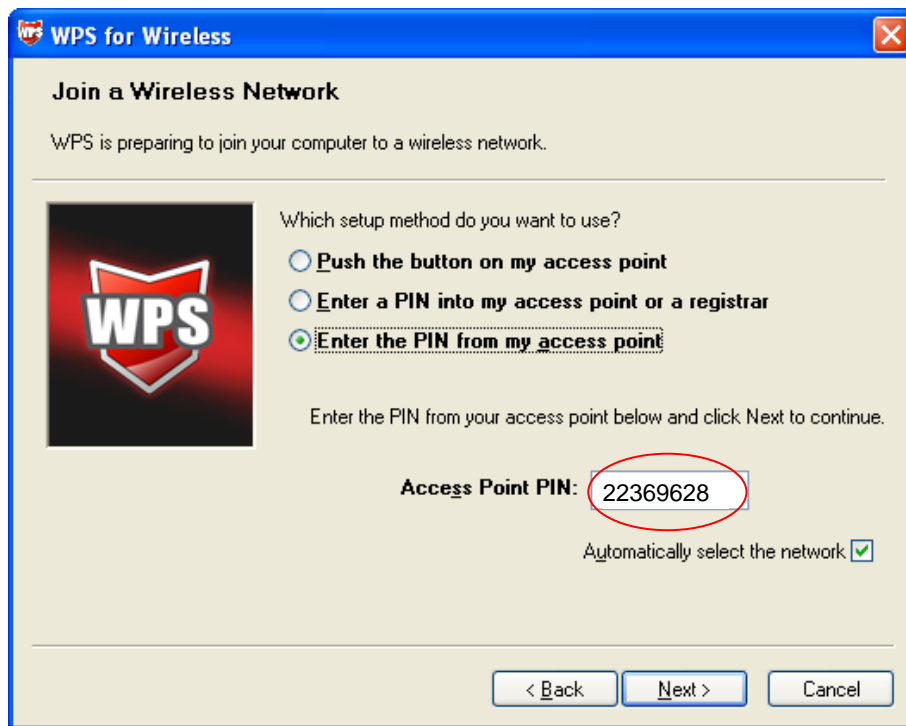 WPS for Wireless
Join a Wireless Network
WPS is preparing to join your computer to a wireless network.
WPS
Which setup method do you want to use?
Push the button on my access point
Enter a PIN into my access point or a registrar
Enter the PIN from my access point
Enter the PIN from your access point below and click Next to continue.
Access Point PIN: 22369628
Automatically select the network
< Back Next > Cancel